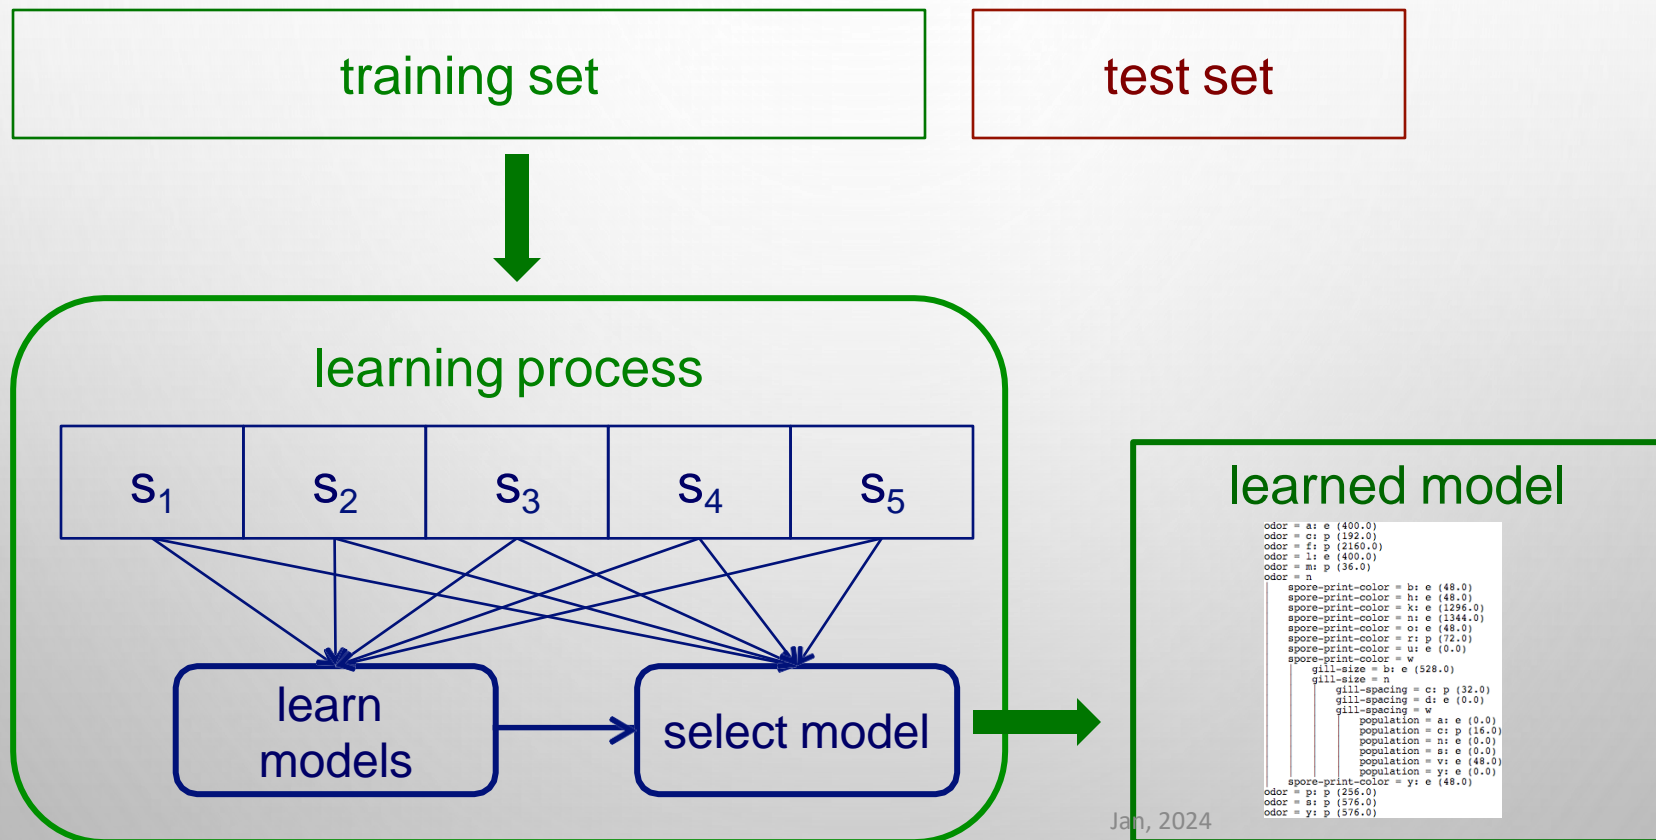 training set
test set
learning process
s1 s2 s3 s4 s5
learn
models
select model
learned model
odor = a: e (400.0)
odor = c: p (192.0)
odor = f: p (2160.0)
odor = l: e (400.0)
odor = m: p (36.0)
odor = n
|   spore-print-color = b: e (48.0)
|   spore-print-color = h: e (48.0)
|   spore-print-color = k: e (1296.0)
|   spore-print-color = n: e (1344.0)
|   spore-print-color = o: e (48.0)
|   spore-print-color = r: p (72.0)
|   spore-print-color = u: e (0.0)
|   spore-print-color = w
|   |   gill-size = b: e (528.0)
|   |   gill-size = n
|   |   |   gill-spacing = c: p (32.0)
|   |   |   gill-spacing = d: e (0.0)
|   |   |   gill-spacing = w
|   |   |   |   population = a: e (0.0)
|   |   |   |   population = c: p (16.0)
|   |   |   |   population = n: e (0.0)
|   |   |   |   population = s: e (0.0)
|   |   |   |   population = v: e (48.0)
|   |   |   |   population = y: e (0.0)
|   spore-print-color = y: e (48.0)
odor = p: p (256.0)
odor = s: p (576.0)
odor = y: p (576.0)
Jan, 2024